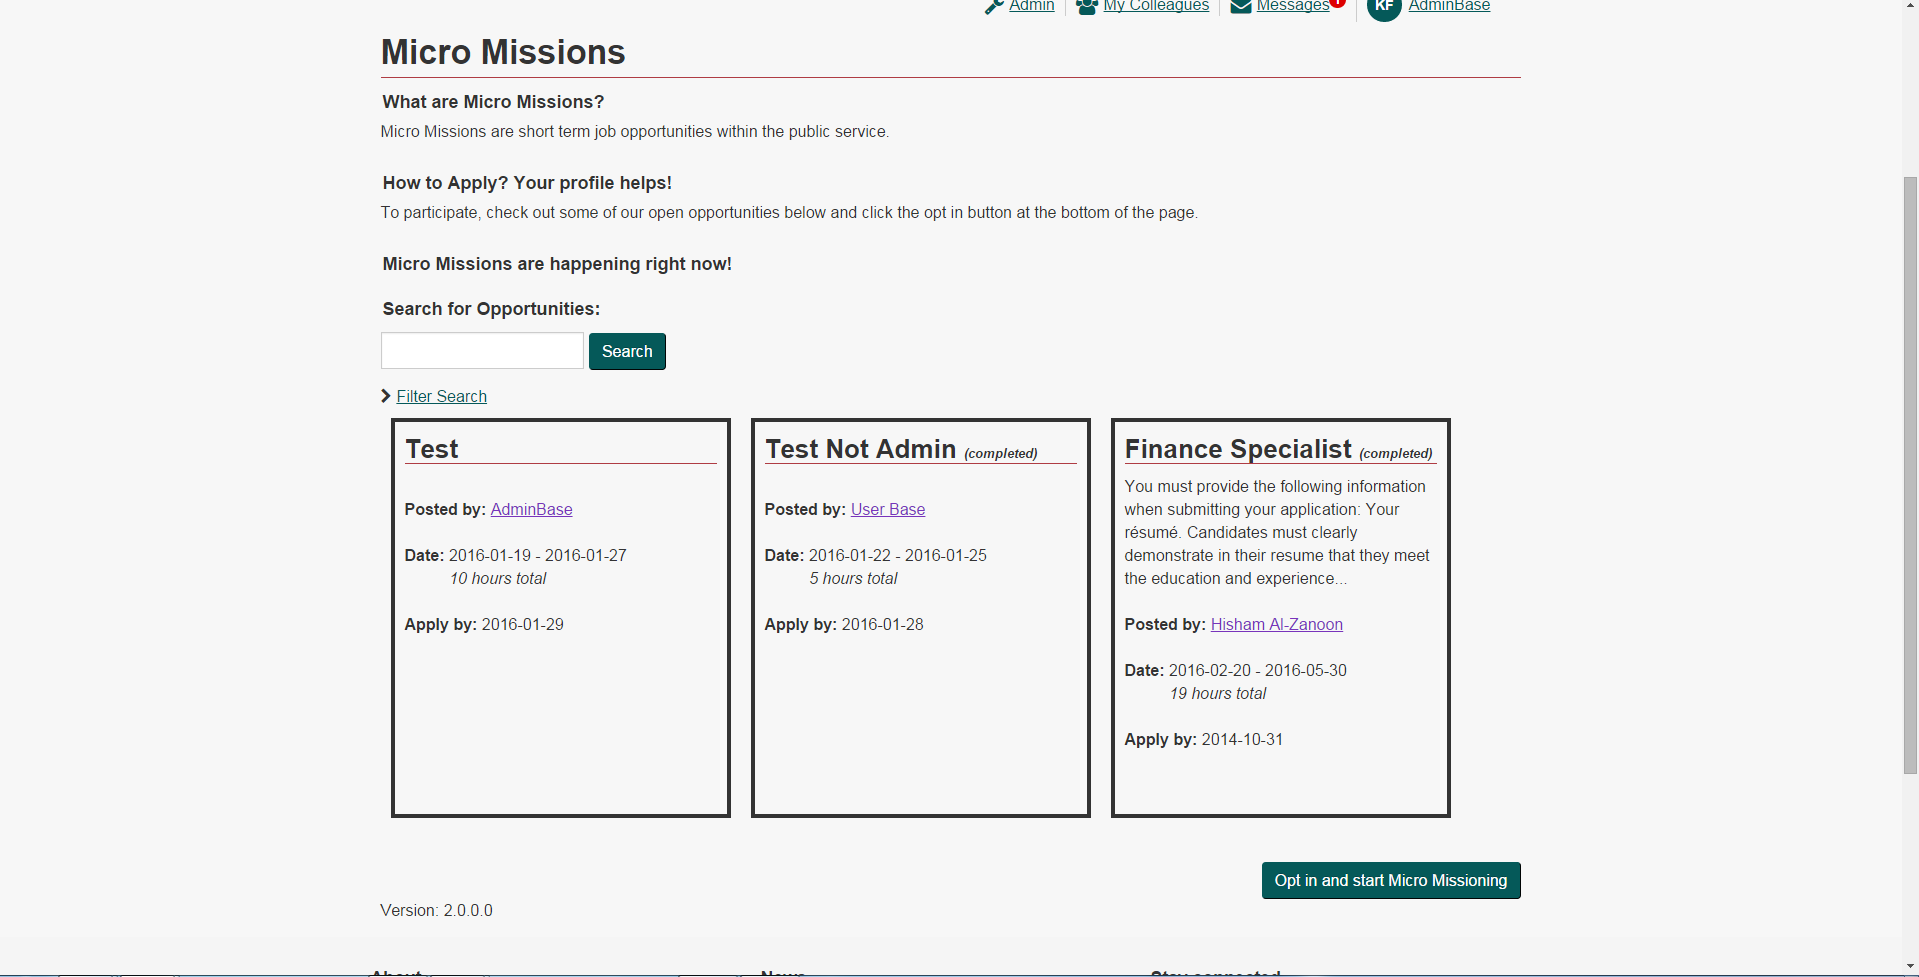 Admin My Colleagues Messages KF AdminBase
Micro Missions
What are Micro Missions?
Micro Missions are short term job opportunities within the public service.
How to Apply? Your profile helps!
To participate, check out some of our open opportunities below and click the opt in button at the bottom of the page.
Micro Missions are happening right now!
Search for Opportunities:
Search
Filter Search
Test
Posted by: AdminBase
Date: 2016-01-19 - 2016-01-27
10 hours total
Apply by: 2016-01-29
Test Not Admin (completed)
Posted by: User Base
Date: 2016-01-22 - 2016-01-25
5 hours total
Apply by: 2016-01-28
Finance Specialist (completed)
You must provide the following information
when submitting your application: Your
résumé. Candidates must clearly
demonstrate in their resume that they meet
the education and experience...
Posted by: Hisham Al-Zanoon
Date: 2016-02-20 - 2016-05-30
19 hours total
Apply by: 2014-10-31
Opt in and start Micro Missioning
Version: 2.0.0.0
About News Stay connected